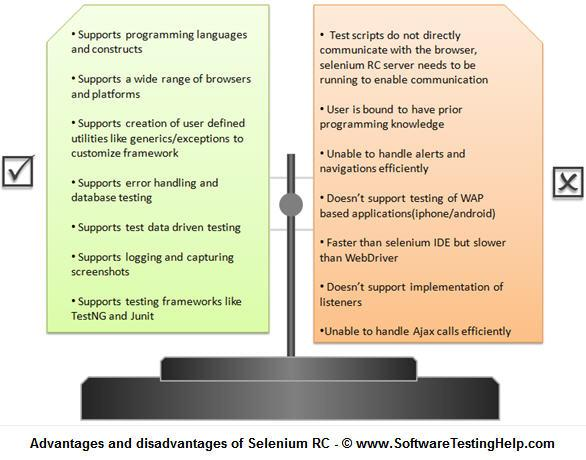 • Supports programming languages
and constructs
• Supports a wide range of browsers
and platforms
• Supports creation of user defined
utilities like generics/exceptions to
customize framework
• Supports error handling and
database testing
• Supports test data driven testing
• Supports logging and capturing
screenshots
• Supports testing frameworks like
TestNG and Junit
• Test scripts do not directly
communicate with the browser,
selenium RC server needs to be
running to enable communication
• User is bound to have prior
programming knowledge
• Unable to handle alerts and
navigations efficiently
• Doesn't support testing of WAP
based applications(iphone/android)
• Faster than selenium IDE but slower
than WebDriver
• Doesn't support implementation of
listeners
•Unable to handle Ajax calls efficiently
Advantages and disadvantages of Selenium RC - © www.SoftwareTestingHelp.com